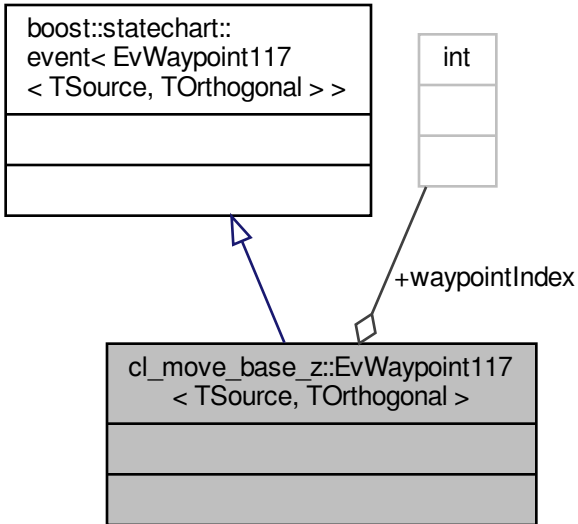 boost::statechart::
event< EvWaypoint117
< TSource, TOrthogonal > >
int
+waypointIndex
cl_move_base_z::EvWaypoint117
< TSource, TOrthogonal >